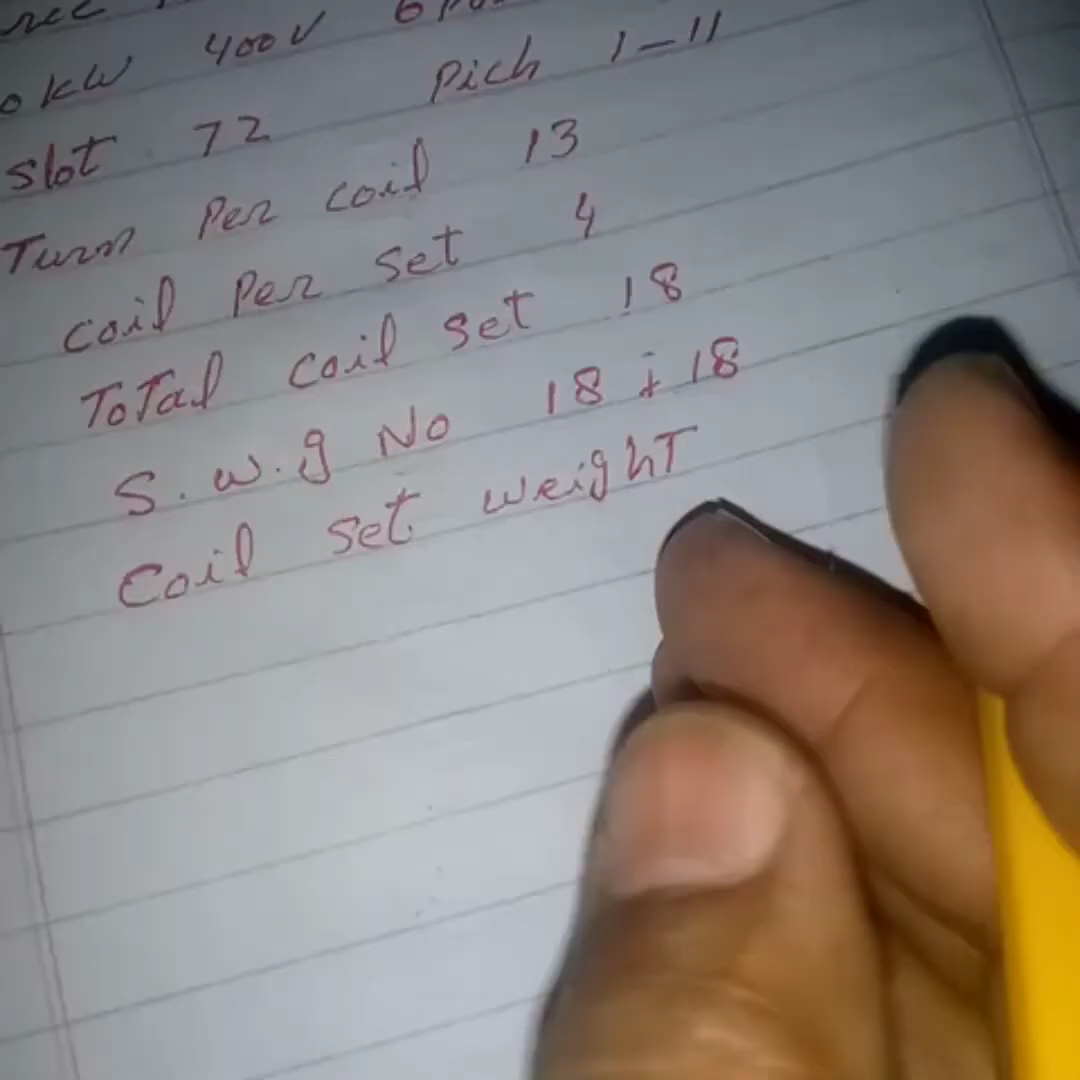 kW 400V 6
Slot 72 Pich 1-11
Turn Per coil 13
Coil Per set 4
ToTal coil set 18
S.w.g No 18 + 18
Coil set weighT